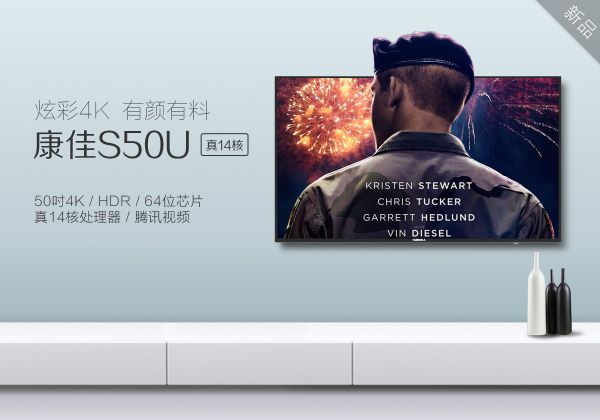 新品
炫彩4K 有颜有料
康佳S50U 真14核
50吋4K / HDR / 64位芯片
真14核处理器 / 腾讯视频
KRISTEN STEWART
CHRIS TUCKER
GARRETT HEDLUND
VIN DIESEL
KONKA